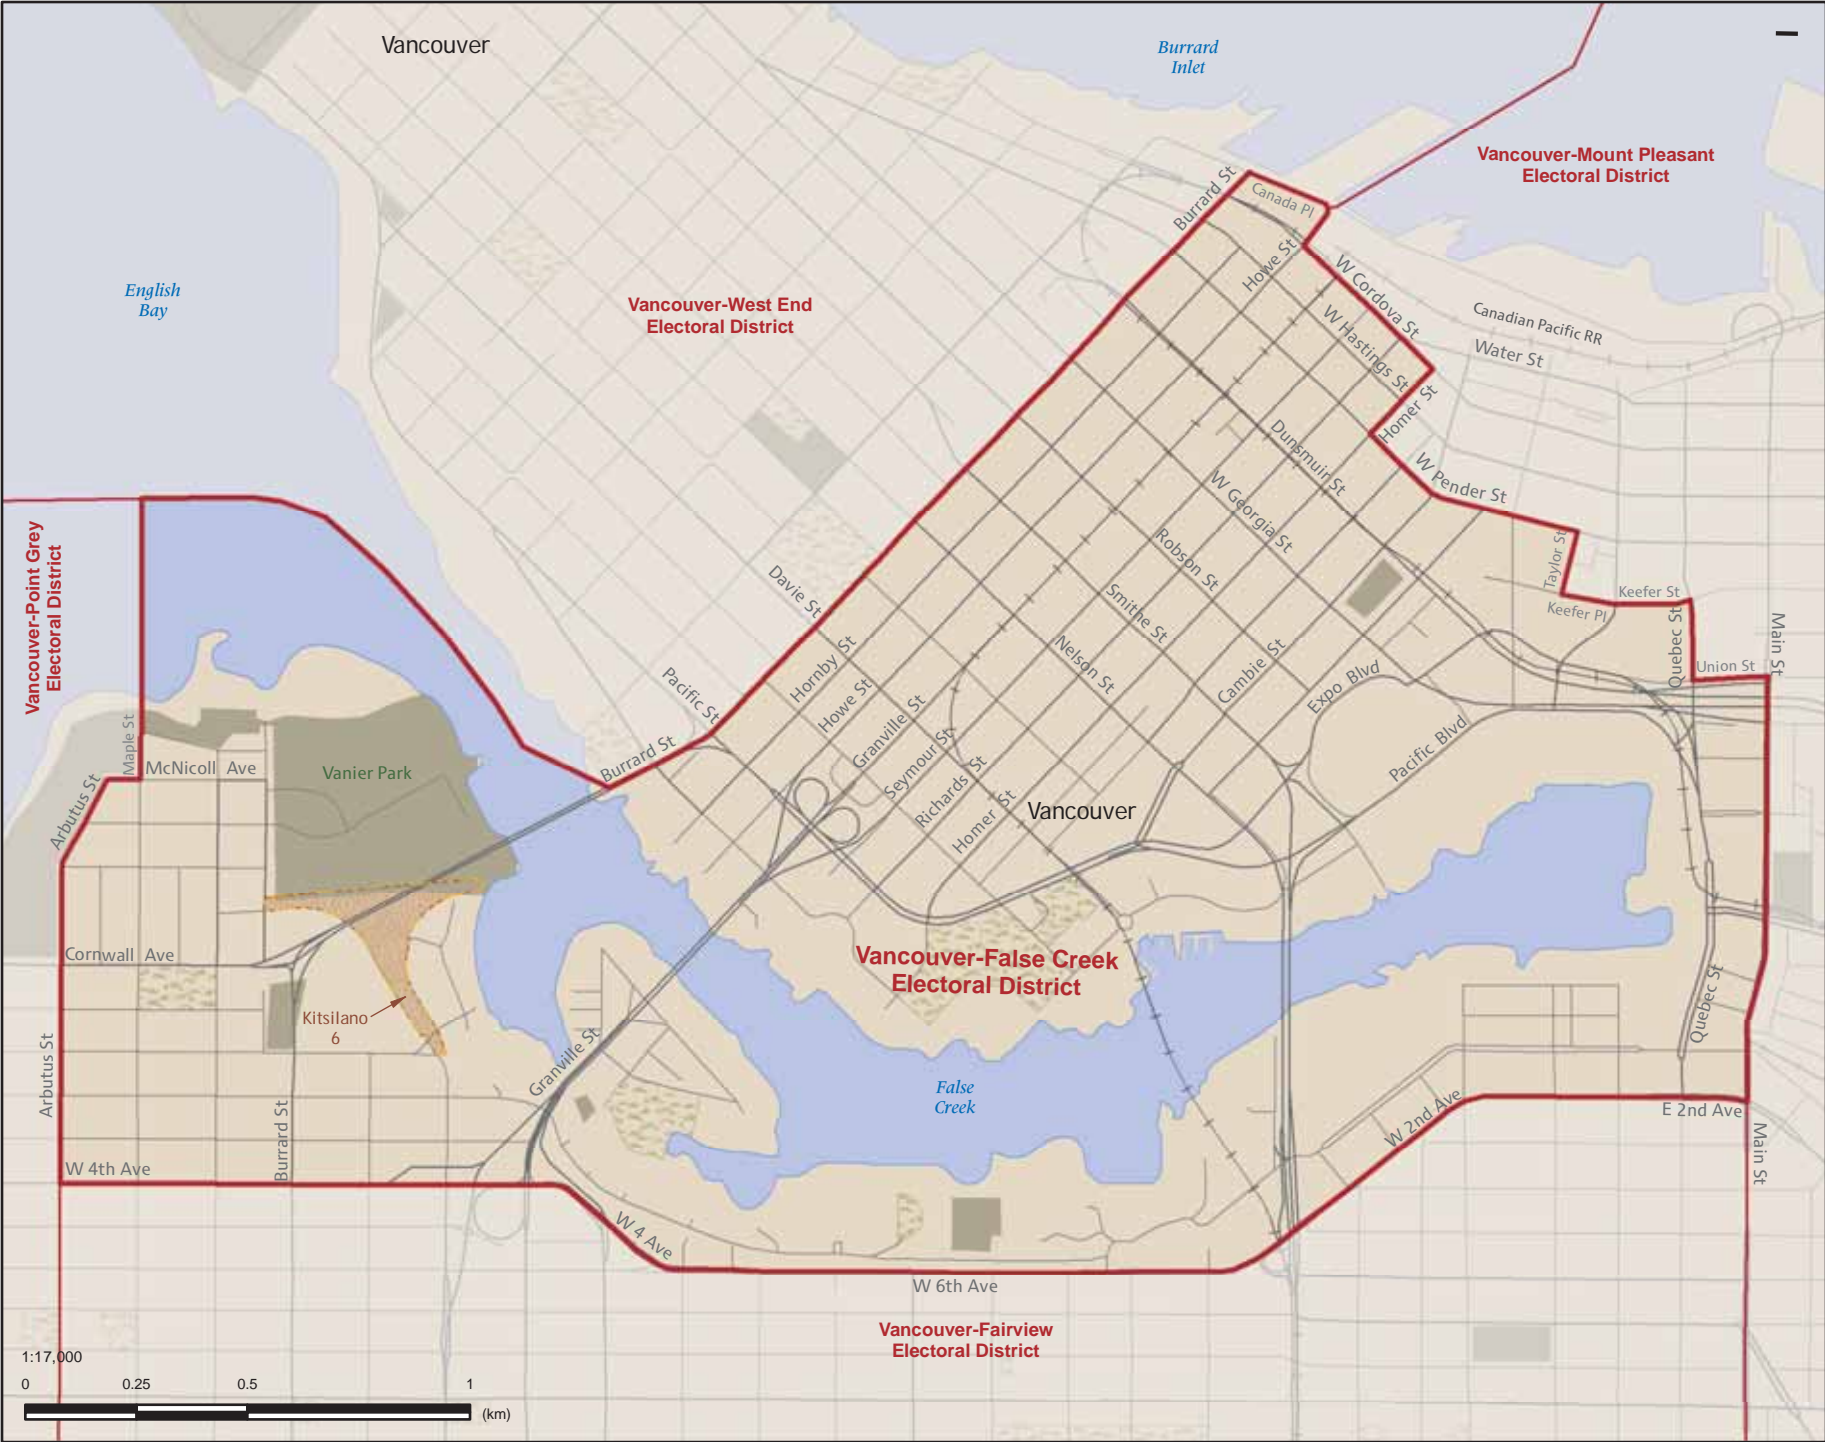 Vancouver
Burrard
Inlet
Vancouver-Mount Pleasant
Electoral District
Burrard St
Canada Pl
Howe St
W Cordova St
W Hastings St
Canadian Pacific RR
Water St
English
Bay
Vancouver-West End
Electoral District
Homer St
Dunsmuir St
W Pender St
W Georgia St
Vancouver-Point Grey
Electoral District
Robson St
Taylor St
Davie St
Smithe St
Keefer St
Keefer Pl
Quebec St
Main St
Nelson St
Hornby St
Cambie St
Union St
Pacific St
Howe St
Expo Blvd
Granville St
Pacific Blvd
Maple St
Burrard St
Seymour St
McNicoll Ave
Vanier Park
Richards St
Homer St
Vancouver
Arbutus St
Cornwall Ave
Vancouver-False Creek
Electoral District
Kitsilano
6
Quebec St
Granville St
Arbutus St
False
Creek
Burrard St
W 2nd Ave
E 2nd Ave
Main St
W 4th Ave
W 4 Ave
W 6th Ave
Vancouver-Fairview
Electoral District
1:17,000
0 0.25 0.5 1
(km)